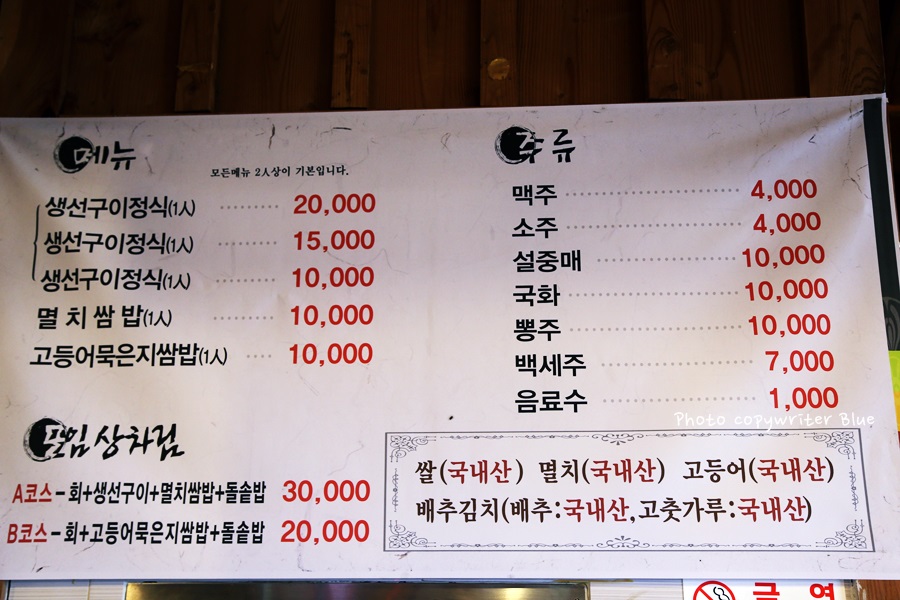 메뉴
모든메뉴 2人상이 기본입니다.
생선구이정식(1人) ········ 20,000
생선구이정식(1人) ········ 15,000
생선구이정식(1人) ········ 10,000
멸치쌈밥(1人) ········ 10,000
고등어묵은지쌈밥(1人) ···· 10,000
모임상차림
A코스 - 회+생선구이+멸치쌈밥+돌솥밥 30,000
B코스 - 회+고등어묵은지쌈밥+돌솥밥 20,000
주류
맥주 ········ 4,000
소주 ········ 4,000
설중매 ········ 10,000
국화 ········ 10,000
뽕주 ········ 10,000
백세주 ········ 7,000
음료수 ········ 1,000
Photo copywriter Blue
쌀(국내산) 멸치(국내산) 고등어(국내산)
배추김치(배추:국내산,고춧가루:국내산)
금 연